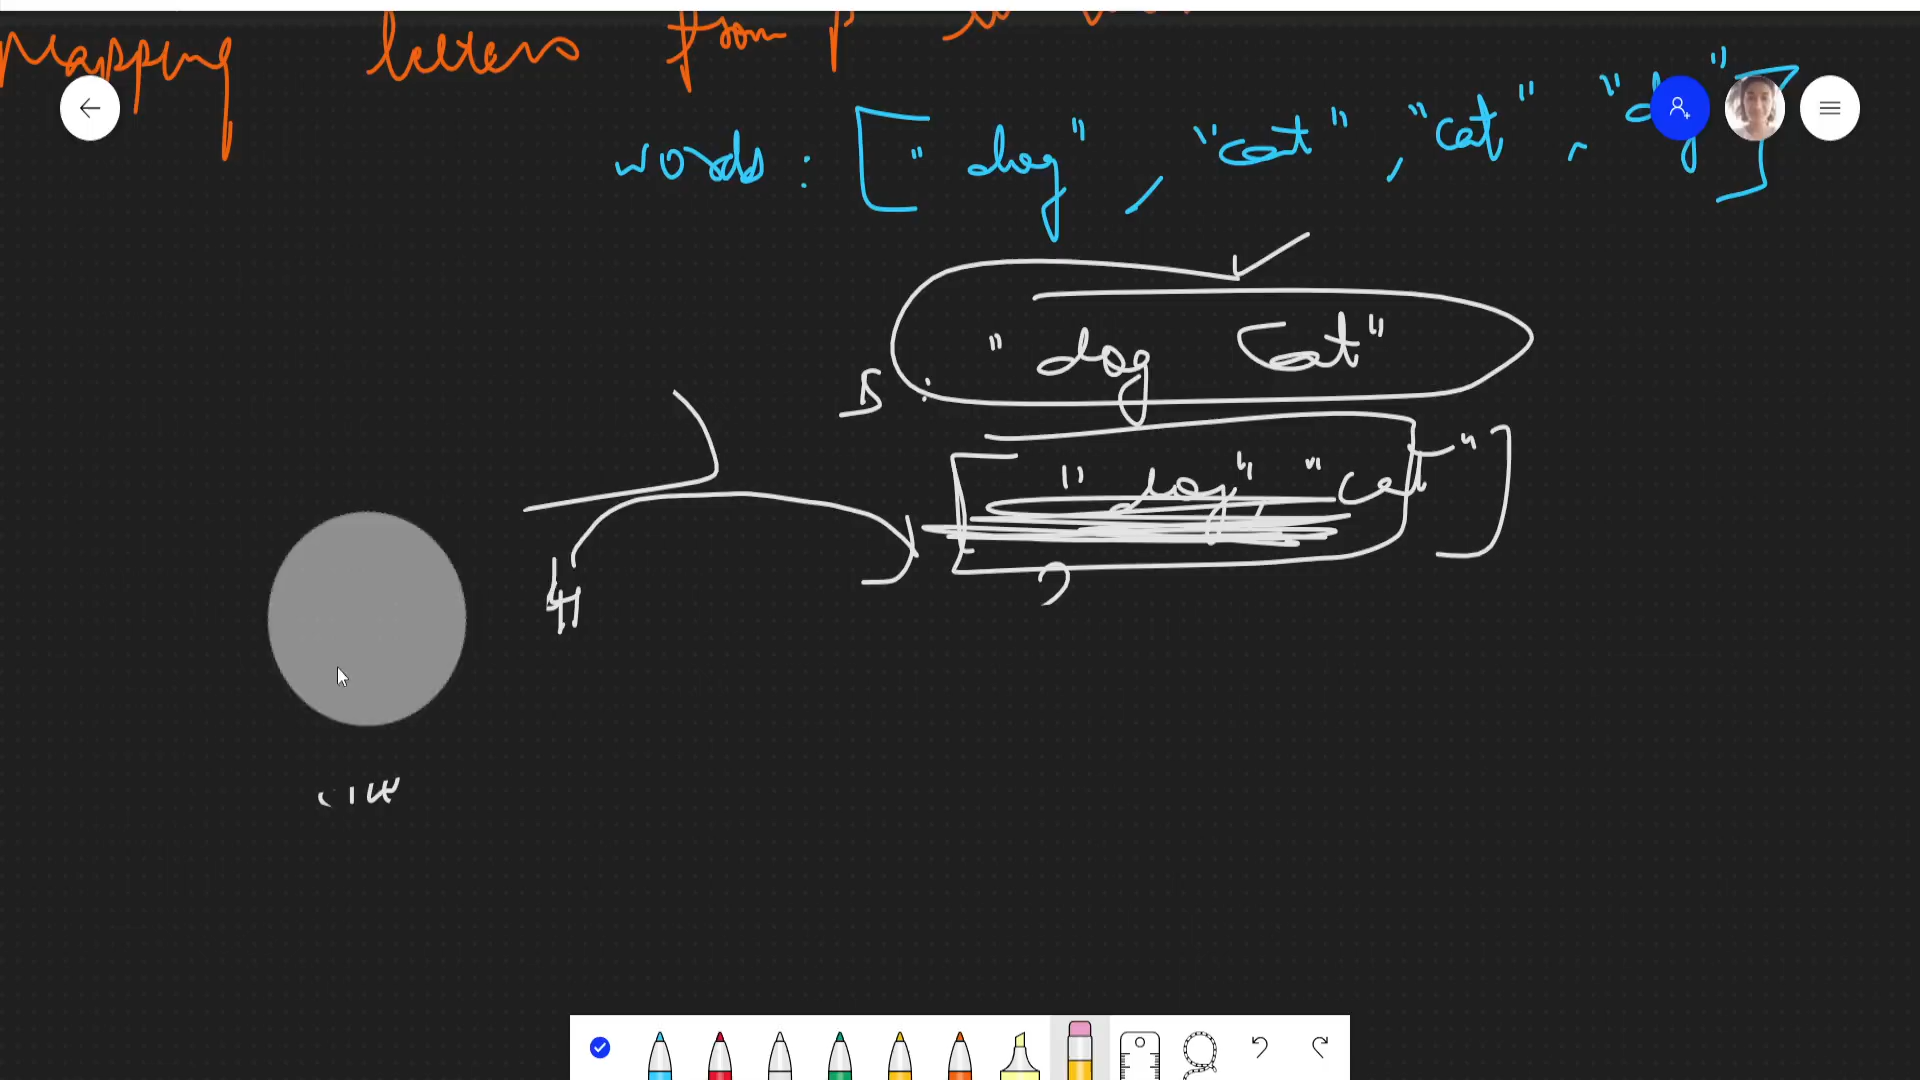 mapping letters from p
words : [ " dog" , "cat" , "cat" , "dog" ]
" dog cat"
s :
[ " dog", "cat" ]